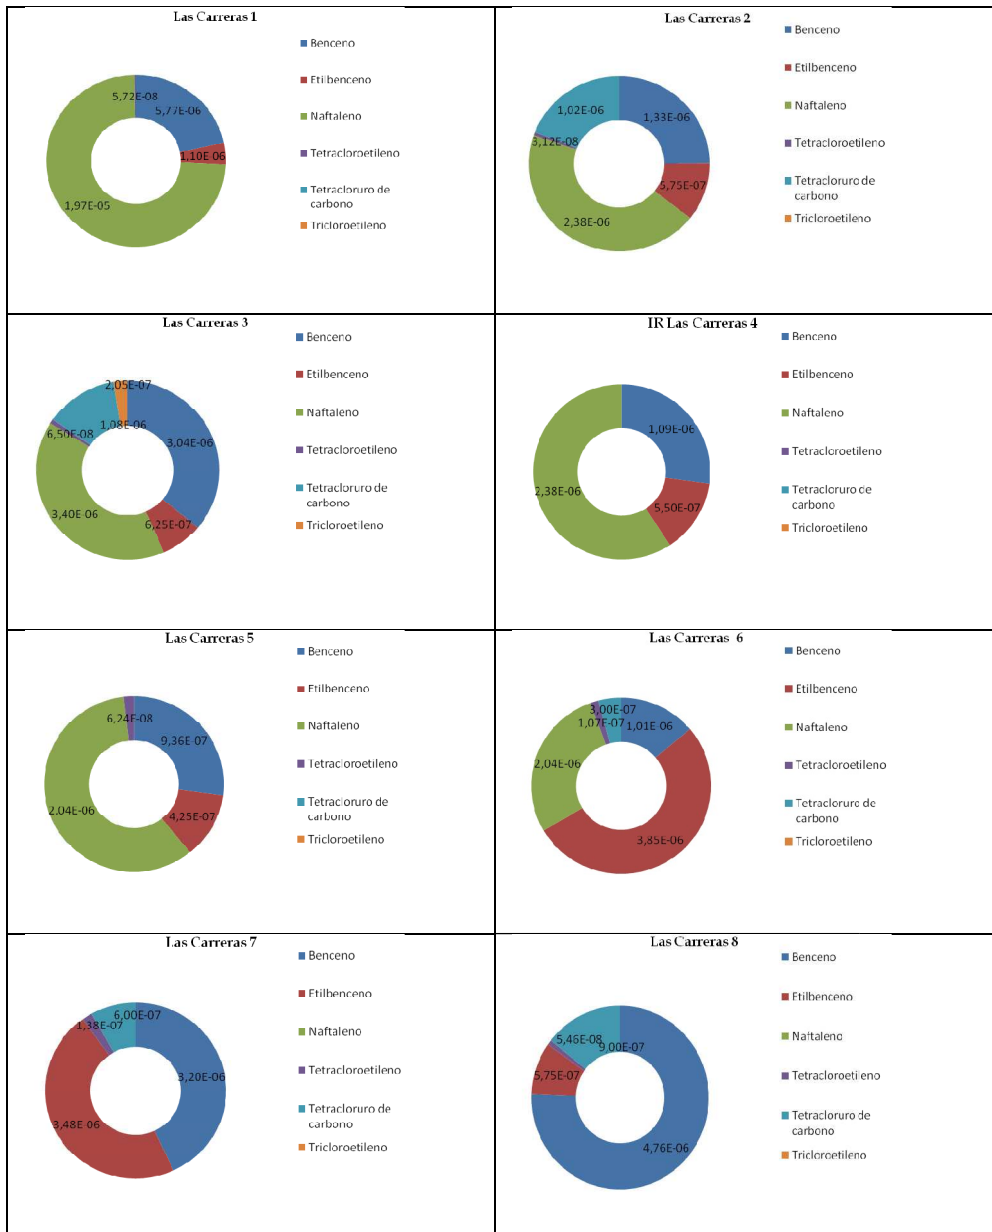 Las Carreras 1
Benceno
Etilbenceno
Naftaleno
Tetracloroetileno
Tetracloruro de
carbono
Tricloroetileno
5,72E-08
5,77E-06
1,10E-06
1,97E-05
Las Carreras 2
Benceno
Etilbenceno
Naftaleno
Tetracloroetileno
Tetracloruro de
carbono
Tricloroetileno
1,02E-06
1,33E-06
3,12E-08
5,75E-07
2,38E-06
Las Carreras 3
Benceno
Etilbenceno
Naftaleno
Tetracloroetileno
Tetracloruro de
carbono
Tricloroetileno
2,05E-07
1,08E-06
3,04E-06
6,50E-08
3,40E-06
6,25E-07
IR Las Carreras 4
Benceno
Etilbenceno
Naftaleno
Tetracloroetileno
Tetracloruro de
carbono
Tricloroetileno
1,09E-06
2,38E-06
5,50E-07
Las Carreras 5
Benceno
Etilbenceno
Naftaleno
Tetracloroetileno
Tetracloruro de
carbono
Tricloroetileno
6,24E-08
9,36E-07
2,04E-06
4,25E-07
Las Carreras 6
Benceno
Etilbenceno
Naftaleno
Tetracloroetileno
Tetracloruro de
carbono
Tricloroetileno
3,00E-07
1,07E-07
1,01E-06
2,04E-06
3,85E-06
Las Carreras 7
Benceno
Etilbenceno
Naftaleno
Tetracloroetileno
Tetracloruro de
carbono
Tricloroetileno
6,00E-07
1,38E-07
3,20E-06
3,48E-06
Las Carreras 8
Benceno
Etilbenceno
Naftaleno
Tetracloroetileno
Tetracloruro de
carbono
Tricloroetileno
5,46E-08
9,00E-07
5,75E-07
4,76E-06